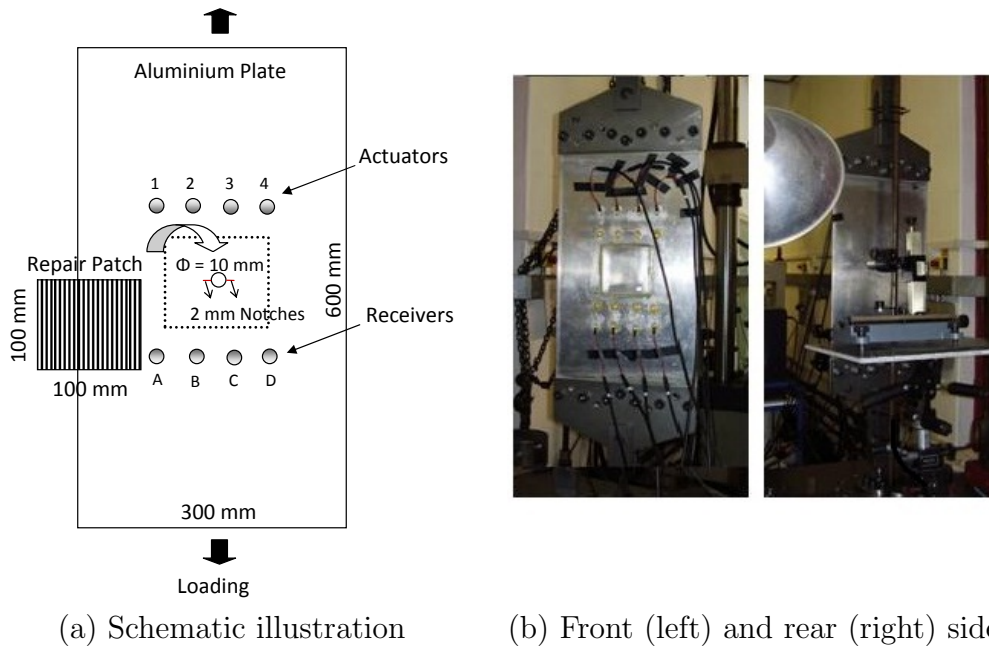 Aluminium Plate
Actuators
1 2 3 4
Repair Patch
Φ = 10 mm
2 mm Notches
Receivers
100 mm
600 mm
100 mm
A B C D
300 mm
Loading
(a) Schematic illustration
(b) Front (left) and rear (right) side